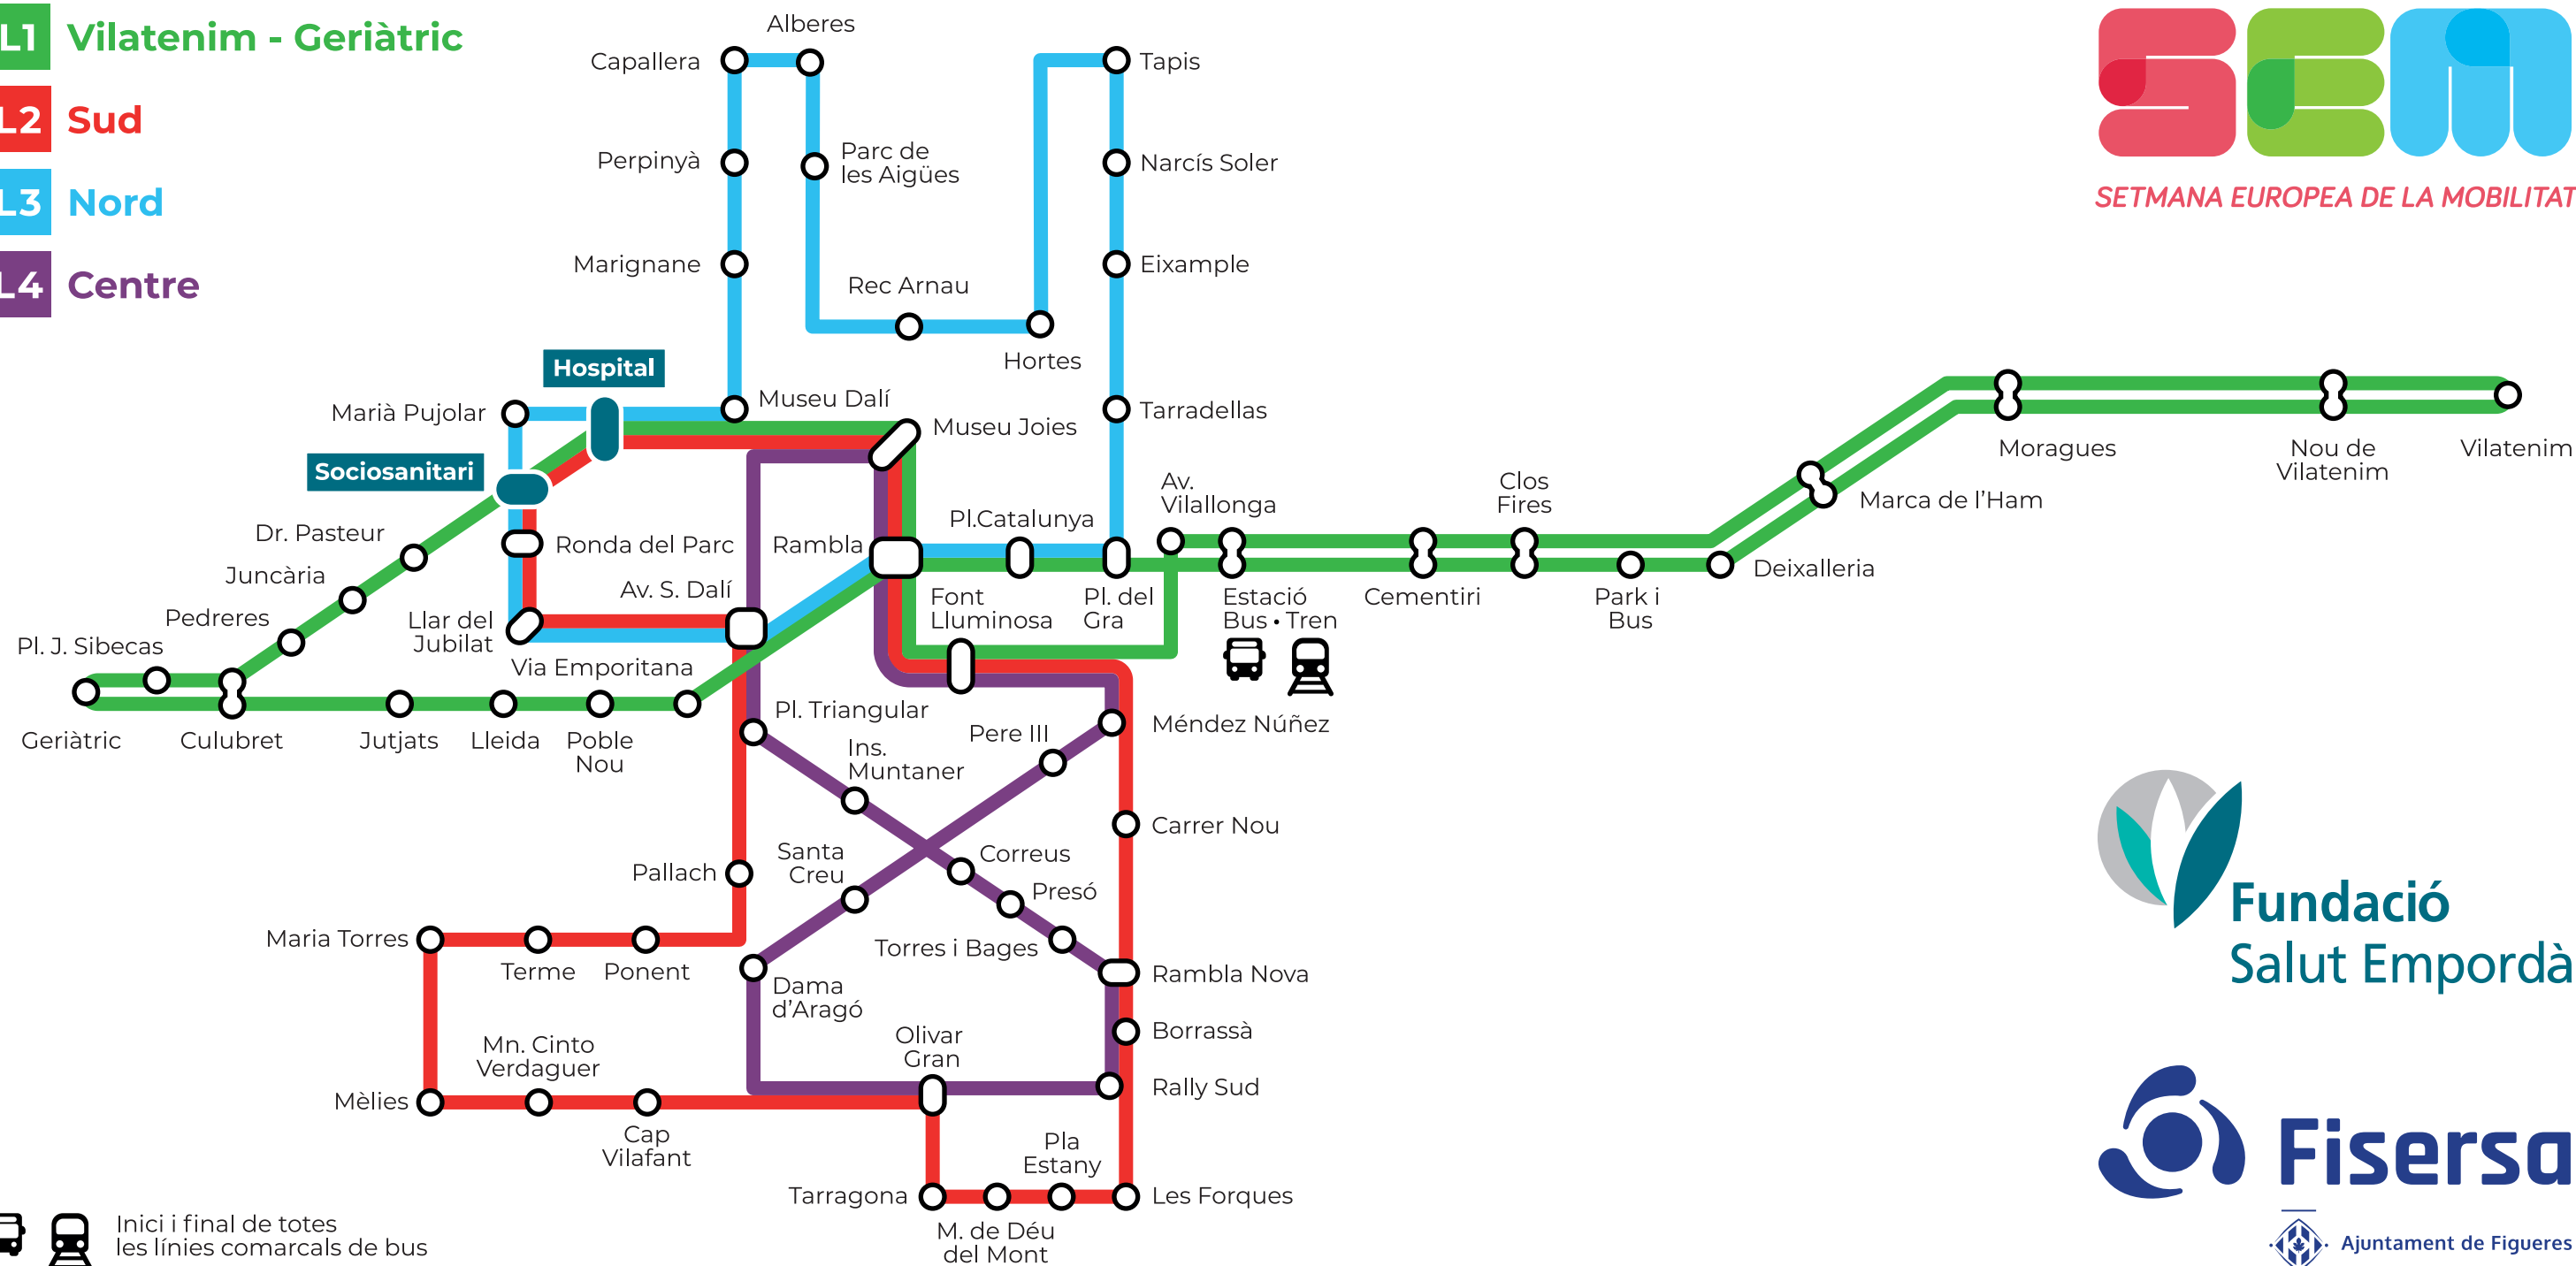 L1 Vilatenim - Geriàtric
L2 Sud
L3 Nord
L4 Centre
SEM
SETMANA EUROPEA DE LA MOBILITAT
Alberes
Capallera
Tapis
Perpinyà
Parc de
les Aigües
Narcís Soler
Marignane
Eixample
Rec Arnau
Hortes
Hospital
Marià Pujolar
Museu Dalí
Museu Joies
Tarradellas
Sociosanitari
Moragues
Nou de
Vilatenim
Vilatenim
Av.
Vilallonga
Clos
Fires
Marca de l'Ham
Dr. Pasteur
Ronda del Parc
Rambla
Pl.Catalunya
Juncària
Av. S. Dalí
Deixalleria
Pedreres
Llar del
Jubilat
Font
Lluminosa
Pl. del
Gra
Estació
Bus • Tren
Cementiri
Park i
Bus
Pl. J. Sibecas
Via Emporitana
Geriàtric
Culubret
Jutjats
Lleida
Poble
Nou
Pl. Triangular
Pere III
Méndez Núñez
Ins.
Muntaner
Carrer Nou
Santa
Creu
Correus
Pallach
Presó
Maria Torres
Terme
Ponent
Torres i Bages
Rambla Nova
Dama
d'Aragó
Borrassà
Olivar
Gran
Mn. Cinto
Verdaguer
Rally Sud
Mèlies
Cap
Vilafant
Pla
Estany
Tarragona
Les Forques
M. de Déu
del Mont
Fundació
Salut Empordà
Fisersa
Ajuntament de Figueres
Inici i final de totes
les línies comarcals de bus